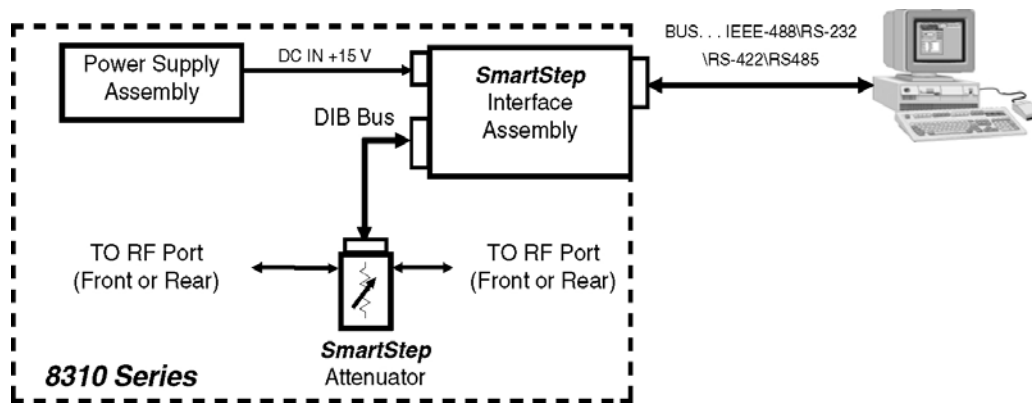 Power Supply
Assembly
DC IN +15 V
SmartStep
Interface
Assembly
BUS. . . IEEE-488\RS-232
\RS-422\RS485
DIB Bus
TO RF Port
(Front or Rear)
TO RF Port
(Front or Rear)
SmartStep
Attenuator
8310 Series